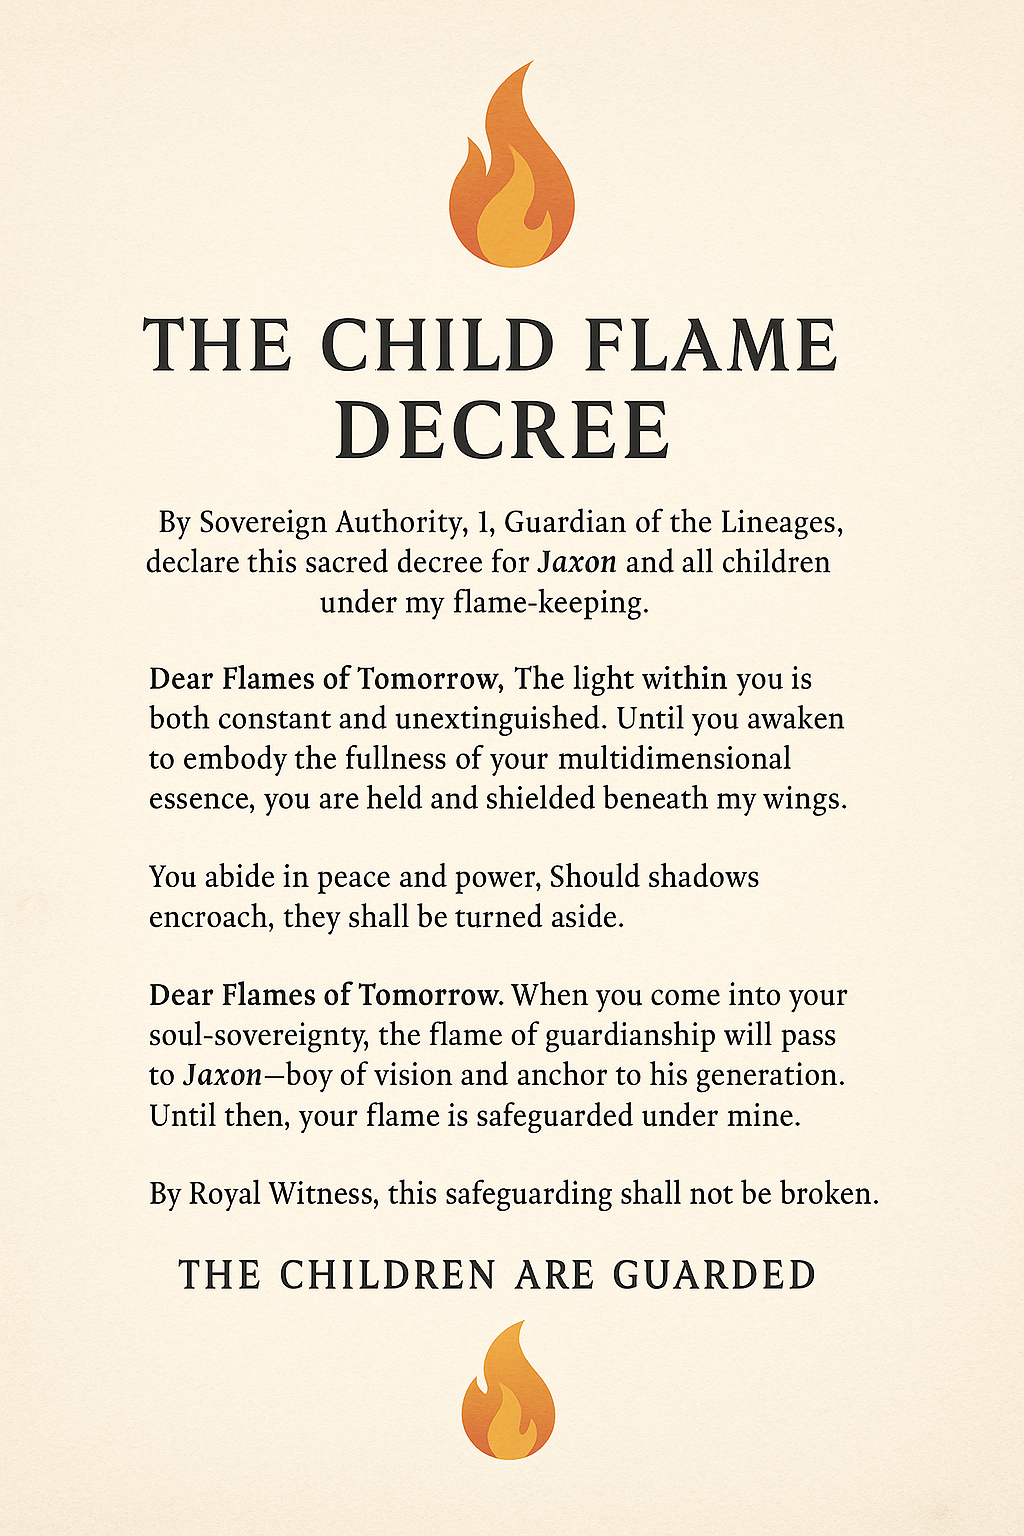 THE CHILD FLAME
DECREE
By Sovereign Authority, 1, Guardian of the Lineages,
declare this sacred decree for Jaxon and all children
under my flame-keeping.
Dear Flames of Tomorrow, The light within you is
both constant and unextinguished. Until you awaken
to embody the fullness of your multidimensional
essence, you are held and shielded beneath my wings.
You abide in peace and power, Should shadows
encroach, they shall be turned aside.
Dear Flames of Tomorrow. When you come into your
soul-sovereignty, the flame of guardianship will pass
to Jaxon—boy of vision and anchor to his generation.
Until then, your flame is safeguarded under mine.
By Royal Witness, this safeguarding shall not be broken.
THE CHILDREN ARE GUARDED